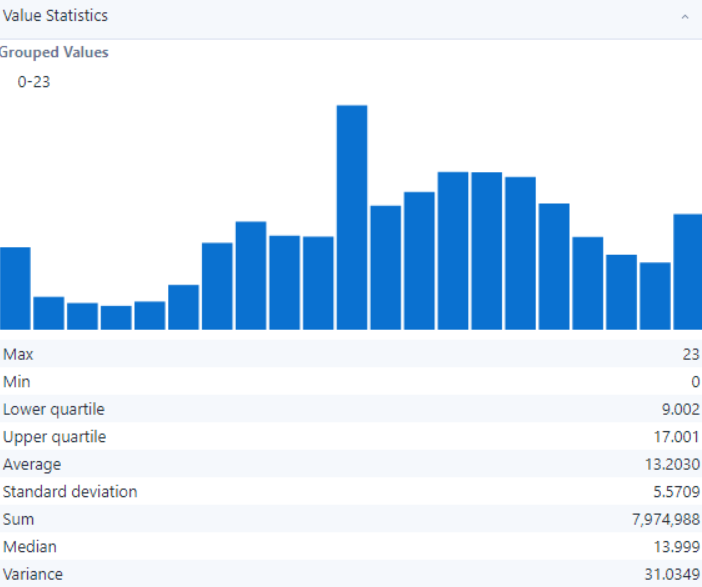 Value Statistics
Grouped Values
0-23
Max 23
Min 0
Lower quartile 9.002
Upper quartile 17.001
Average 13.2030
Standard deviation 5.5709
Sum 7,974,988
Median 13.999
Variance 31.0349